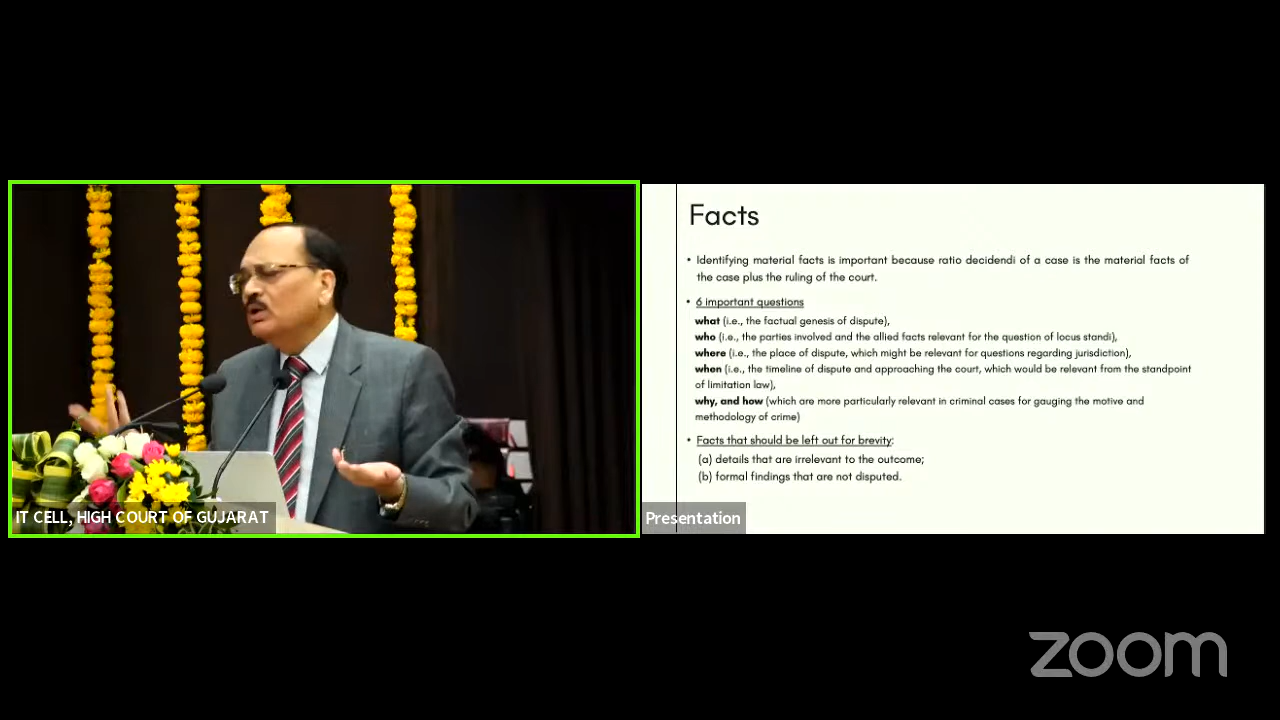 Facts
• Identifying material facts is important because ratio decidendi of a case is the material facts of
the case plus the ruling of the court.
• 6 important questions
what (i.e., the factual genesis of dispute),
who (i.e., the parties involved and the allied facts relevant for the question of locus standi),
where (i.e., the place of dispute, which might be relevant for questions regarding jurisdiction),
when (i.e., the timeline of dispute and approaching the court, which would be relevant from the standpoint
of limitation law),
why, and how (which are more particularly relevant in criminal cases for gauging the motive and
methodology of crime)
• Facts that should be left out for brevity:
(a) details that are irrelevant to the outcome;
(b) formal findings that are not disputed.
IT CELL, HIGH COURT OF GUJARAT
Presentation
zoom